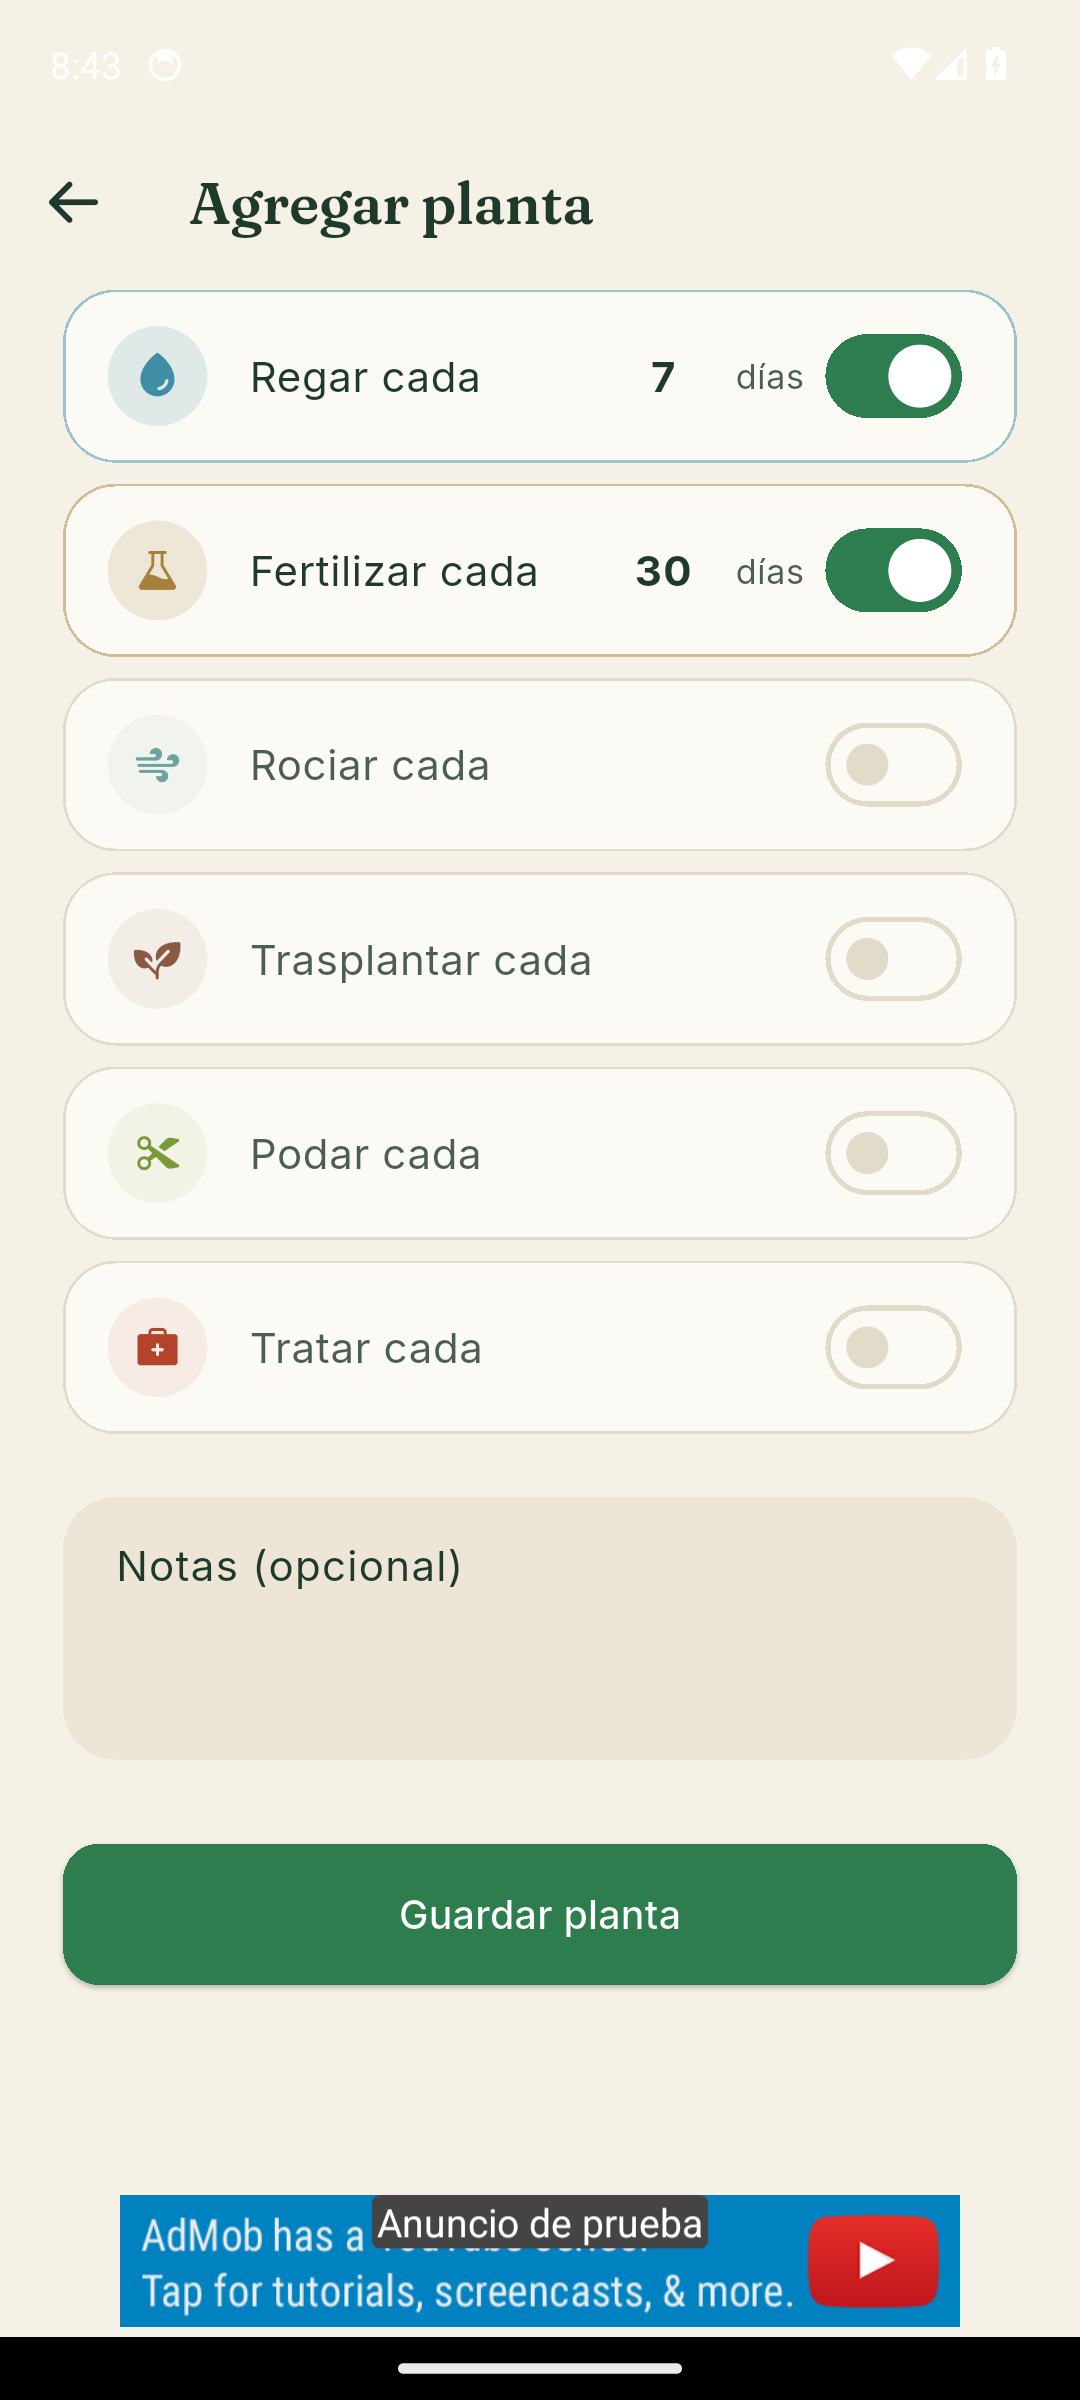 8:43
Agregar planta
Regar cada 7 días
Fertilizar cada 30 días
Rociar cada
Trasplantar cada
Podar cada
Tratar cada
Notas (opcional)
Guardar planta
Anuncio de prueba
AdMob has a
Tap for tutorials, screencasts, & more.